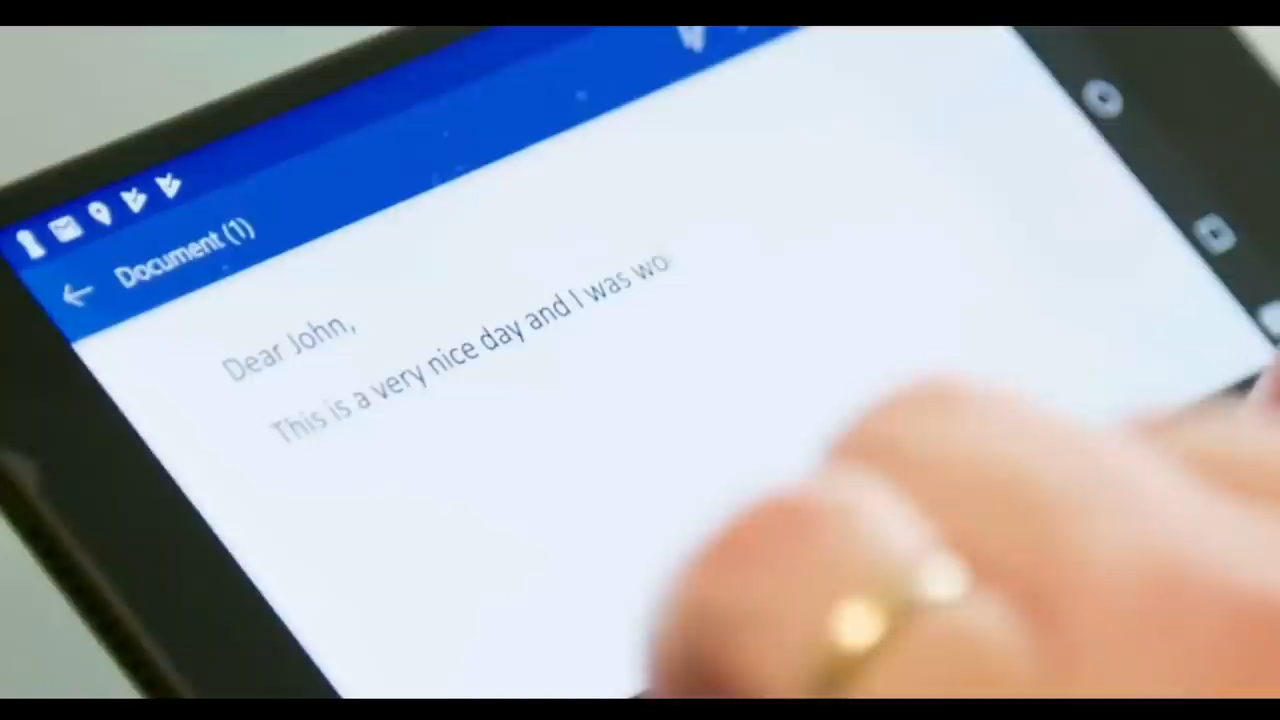 Document (1)
Dear John,
This is a very nice day and I was wo